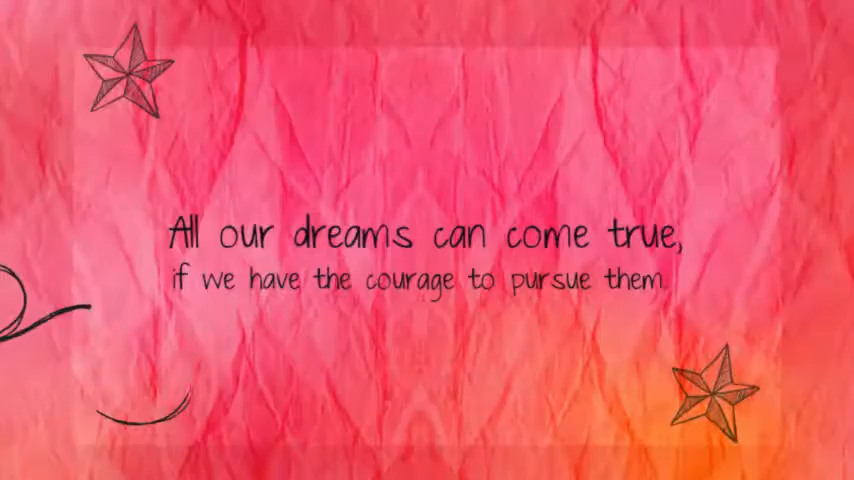 All our dreams can come true,
if we have the courage to pursue them.